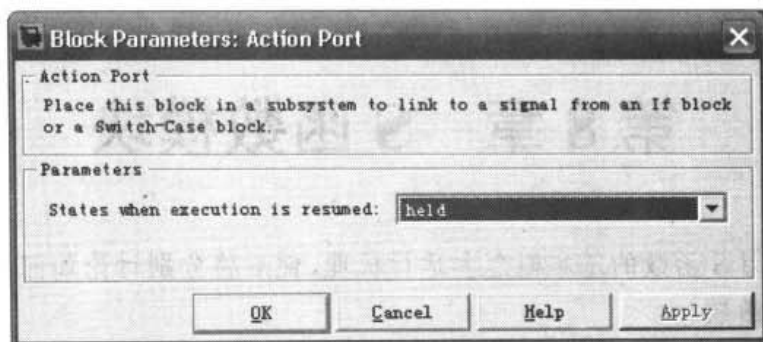 Block Parameters: Action Port
Action Port
Place this block in a subsystem to link to a signal from an If block
or a Switch-Case block.
Parameters
States when execution is resumed: held
OK Cancel Help Apply